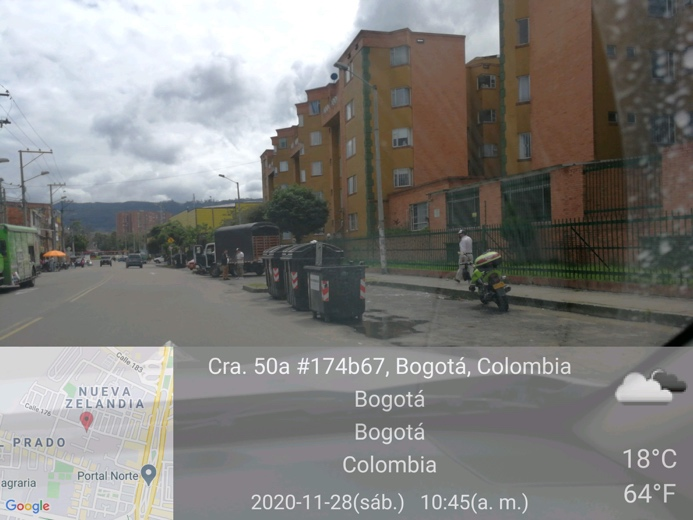 Cra. 50a #174b67, Bogotá, Colombia
Bogotá
Bogotá
Colombia
2020-11-28(sáb.) 10:45(a. m.)
18°C
64°F
Calle 183
NUEVA
ZELANDIA
Calle 176
L PRADO
agraria
Portal Norte
Google